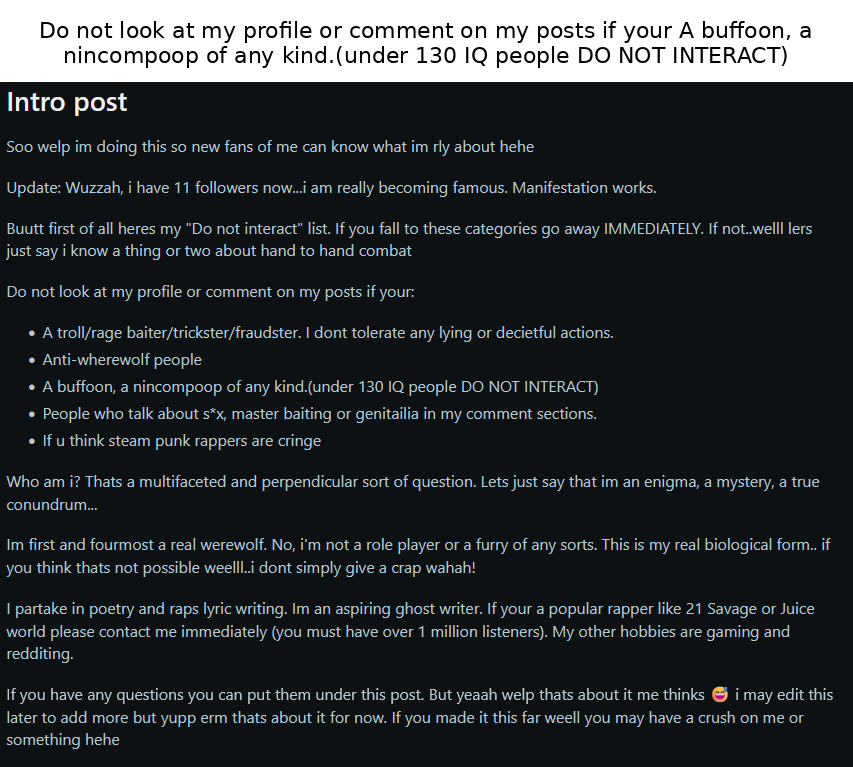 Do not look at my profile or comment on my posts if your A buffoon, a
nincompoop of any kind.(under 130 IQ people DO NOT INTERACT)
Intro post
Soo welp im doing this so new fans of me can know what im rly about hehe
Update: Wuzzah, i have 11 followers now...i am really becoming famous. Manifestation works.
Buutt first of all heres my "Do not interact" list. If you fall to these categories go away IMMEDIATELY. If not..welll lers
just say i know a thing or two about hand to hand combat
Do not look at my profile or comment on my posts if your:
• A troll/rage baiter/trickster/fraudster. I dont tolerate any lying or decietful actions.
• Anti-wherewolf people
• A buffoon, a nincompoop of any kind.(under 130 IQ people DO NOT INTERACT)
• People who talk about s*x, master baiting or genitailia in my comment sections.
• If u think steam punk rappers are cringe
Who am i? Thats a multifaceted and perpendicular sort of question. Lets just say that im an enigma, a mystery, a true
conundrum...
Im first and fourmost a real werewolf. No, i'm not a role player or a furry of any sorts. This is my real biological form.. if
you think thats not possible weelll..i dont simply give a crap wahah!
I partake in poetry and raps lyric writing. Im an aspiring ghost writer. If your a popular rapper like 21 Savage or Juice
world please contact me immediately (you must have over 1 million listeners). My other hobbies are gaming and
redditing.
If you have any questions you can put them under this post. But yeaah welp thats about it me thinks 😅 i may edit this
later to add more but yupp erm thats about it for now. If you made it this far weell you may have a crush on me or
something hehe